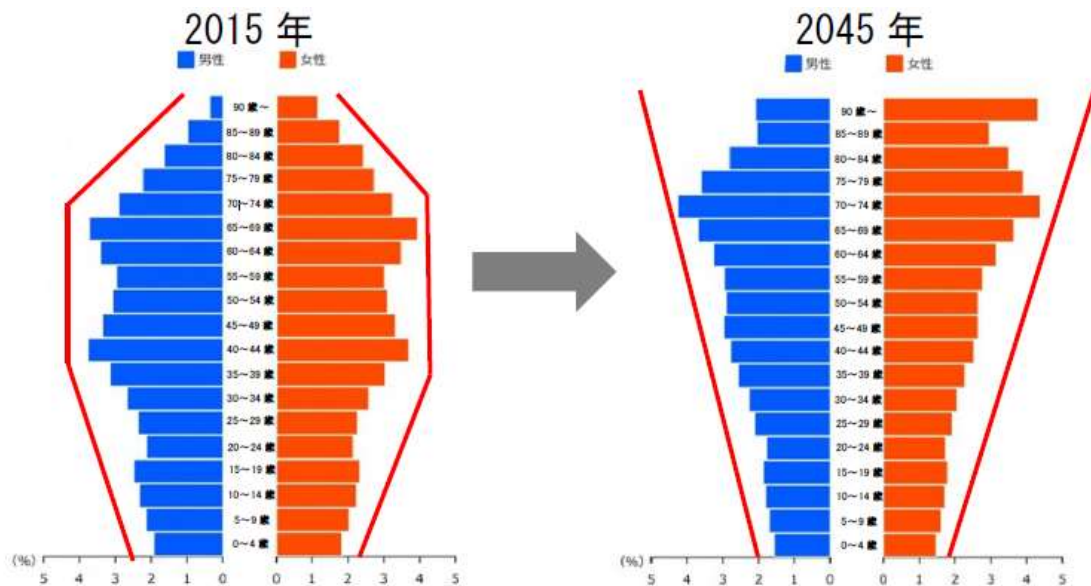 2015 年
男性 女性
90 歳～
85～89 歳
80～84 歳
75～79 歳
70～74 歳
65～69 歳
60～64 歳
55～59 歳
50～54 歳
45～49 歳
40～44 歳
35～39 歳
30～34 歳
25～29 歳
20～24 歳
15～19 歳
10～14 歳
5～9 歳
0～4 歳
(%)
5 4 3 2 1 0 0 1 2 3 4 5
2045 年
男性 女性
90 歳～
85～89 歳
80～84 歳
75～79 歳
70～74 歳
65～69 歳
60～64 歳
55～59 歳
50～54 歳
45～49 歳
40～44 歳
35～39 歳
30～34 歳
25～29 歳
20～24 歳
15～19 歳
10～14 歳
5～9 歳
0～4 歳
(%)
5 4 3 2 1 0 0 1 2 3 4 5